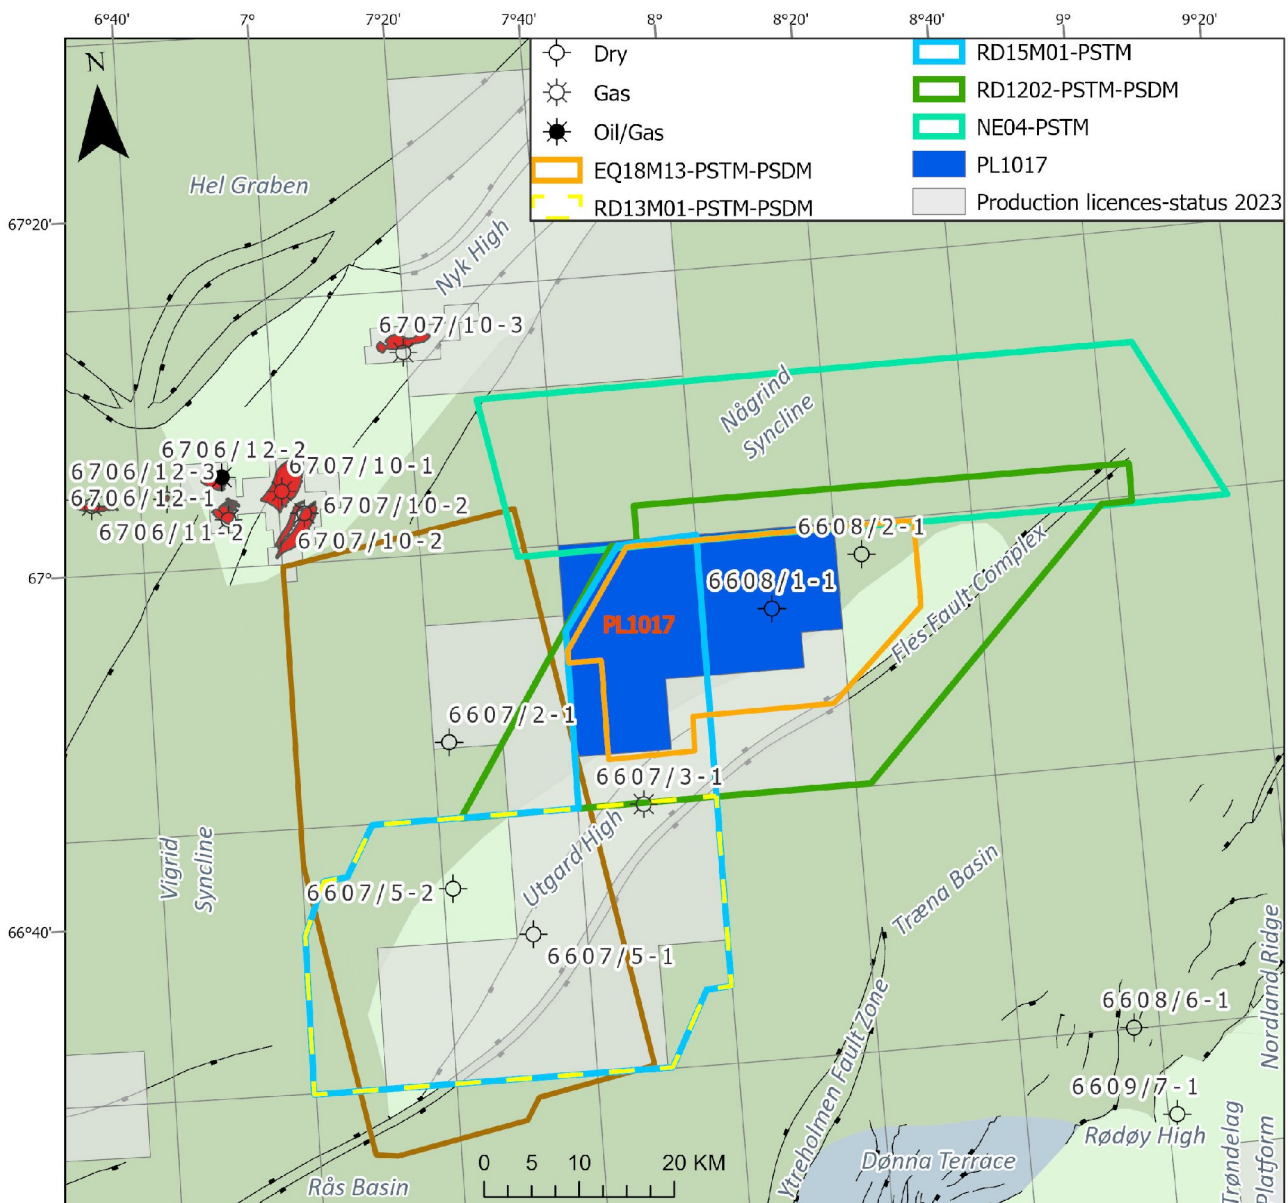 6°40'
7°
7°20'
7°40'
8°
8°20'
8°40'
9°
9°20'
N
Dry
Gas
Oil/Gas
EQ18M13-PSTM-PSDM
RD13M01-PSTM-PSDM
RD15M01-PSTM
RD1202-PSTM-PSDM
NE04-PSTM
PL1017
Production licences-status 2023
Hel Graben
67°20'
Nyk High
6707/10-3
Någrind
Syncline
6706/12-2
6706/12-3
6707/10-1
6706/12-1
6707/10-2
6706/11-2
6707/10-2
6608/2-1
67°
6608/1-1
PL1017
Fles Fault Complex
6607/2-1
6607/3-1
Utgard High
Vigrid
Syncline
6607/5-2
Træna Basin
66°40'
6607/5-1
Nordland Ridge
6608/6-1
Ytreholmen Fault Zone
6609/7-1
Rødøy High
Trøndelag
platform
Dønna Terrace
0 5 10 20 KM
Rås Basin